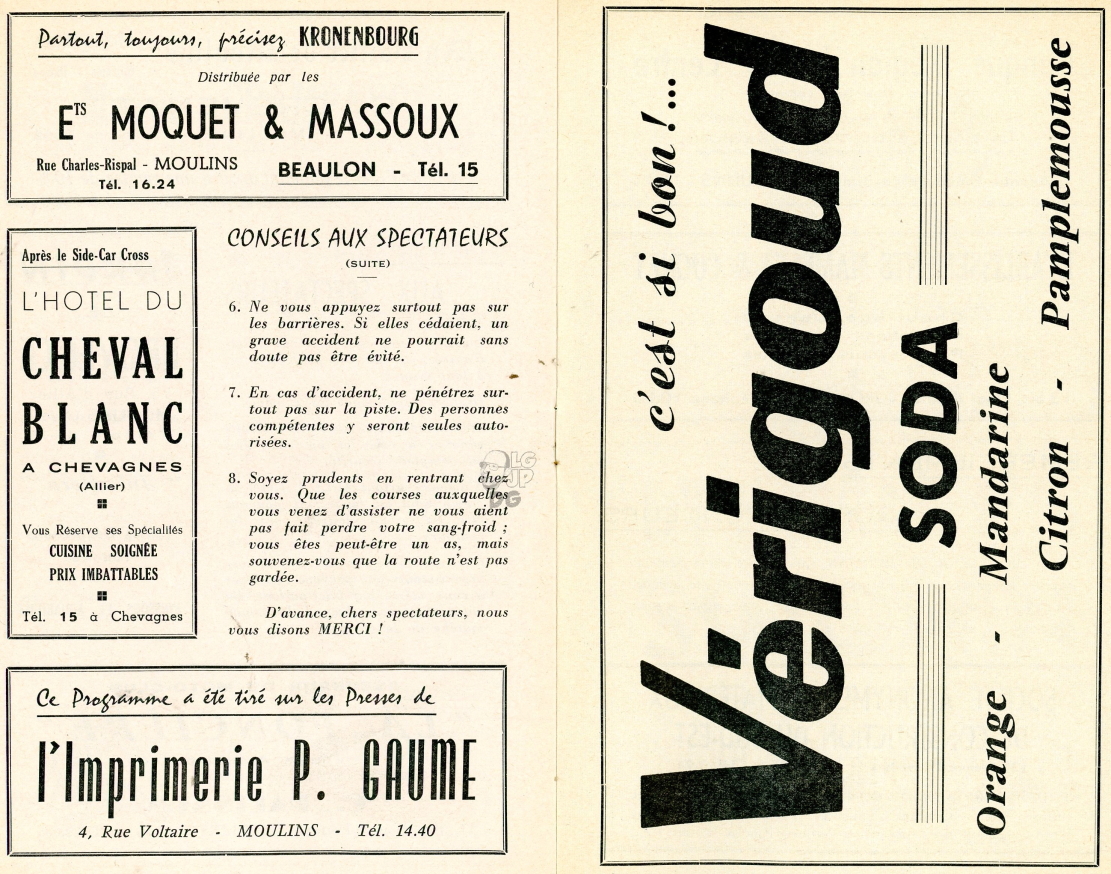 Partout, toujours, précisez KRONENBOURG
Distribuée par les
ETS MOQUET & MASSOUX
Rue Charles-Rispal - MOULINS
Tél. 16.24
BEAULON - Tél. 15
Après le Side-Car Cross
L'HOTEL DU
CHEVAL
BLANC
A CHEVAGNES
(Allier)
Vous Réserve ses Spécialités
CUISINE SOIGNÉE
PRIX IMBATTABLES
Tél. 15 à Chevagnes
CONSEILS AUX SPECTATEURS
(SUITE)
6. Ne vous appuyez surtout pas sur
les barrières. Si elles cédaient, un
grave accident ne pourrait sans
doute pas être évité.
7. En cas d'accident, ne pénétrez sur-
tout pas sur la piste. Des personnes
compétentes y seront seules auto-
risées.
8. Soyez prudents en rentrant chez
vous. Que les courses auxquelles
vous venez d'assister ne vous aient
pas fait perdre votre sang-froid ;
vous êtes peut-être un as, mais
souvenez-vous que la route n'est pas
gardée.
D'avance, chers spectateurs, nous
vous disons MERCI !
Ce Programme a été tiré sur les Presses de
l'Imprimerie P. GAUME
4, Rue Voltaire - MOULINS - Tél. 14.40
c'est si bon !...
Vérigoud
SODA
Orange - Mandarine
Citron - Pamplemousse